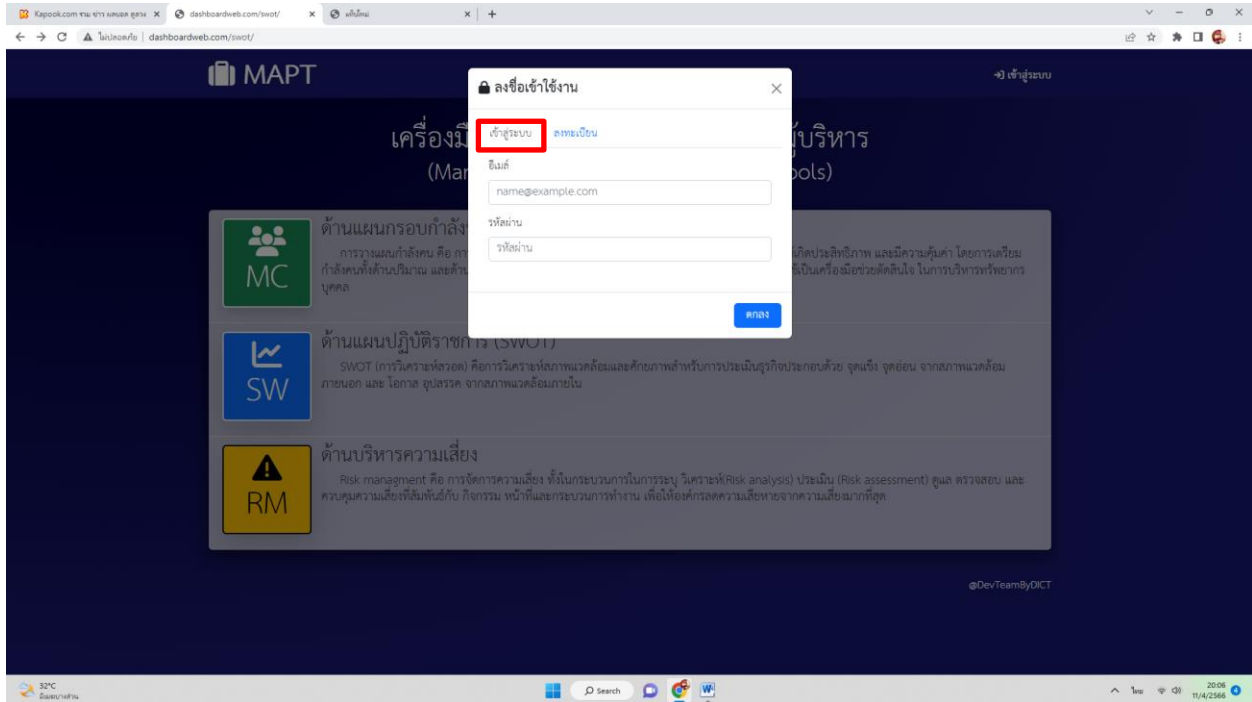 Kapook.com รวม ข่าว ผลบอล ดูดวง
dashboardweb.com/swot/
แท็บใหม่
ไม่ปลอดภัย | dashboardweb.com/swot/
MAPT
เข้าสู่ระบบ
ลงชื่อเข้าใช้งาน
เข้าสู่ระบบ
ลงทะเบียน
อีเมล์
name@example.com
รหัสผ่าน
รหัสผ่าน
ตกลง
เครื่องมื
ผู้บริหาร
(Mar
ools)
MC
ด้านแผนกรอบกำลัง
การวางแผนกำลังคน คือ กา
ห้เกิดประสิทธิภาพ และมีความคุ้มค่า โดยการเตรียม
กำลังคนทั้งด้านปริมาณ และด้าน
เป็นเครื่องมือช่วยตัดสินใจ ในการบริหารทรัพยากร
บุคคล
SW
ด้านแผนปฏิบัติราชการ (SWOT)
SWOT (การวิเคราะห์สวอต) คือการวิเคราะห์สภาพแวดล้อมและศักยภาพสำหรับการประเมินธุรกิจประกอบด้วย จุดแข็ง จุดอ่อน จากสภาพแวดล้อม
ภายนอก และ โอกาส อุปสรรค จากสภาพแวดล้อมภายใน
RM
ด้านบริหารความเสี่ยง
Risk managment คือ การจัดการความเสี่ยง ทั้งในกระบวนการในการระบุ วิเคราะห์(Risk analysis) ประเมิน (Risk assessment) ดูแล ตรวจสอบ และ
ควบคุมความเสี่ยงที่สัมพันธ์กับ กิจกรรม หน้าที่และกระบวนการทำงาน เพื่อให้องค์กรลดความเสียหายจากความเสี่ยงมากที่สุด
@DevTeamByDICT
32°C
มีเมฆบางส่วน
Search
ไทย
20:06
11/4/2566
4